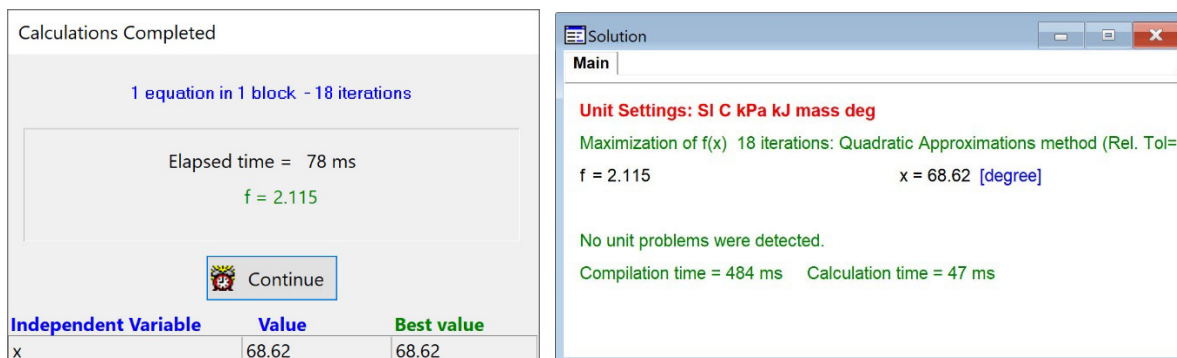 Calculations Completed
1 equation in 1 block - 18 iterations
Elapsed time = 78 ms
f = 2.115
Continue
Independent Variable Value Best value
x 68.62 68.62
Solution
Main
Unit Settings: SI C kPa kJ mass deg
Maximization of f(x) 18 iterations: Quadratic Approximations method (Rel. Tol=
f = 2.115 x = 68.62 [degree]
No unit problems were detected.
Compilation time = 484 ms Calculation time = 47 ms